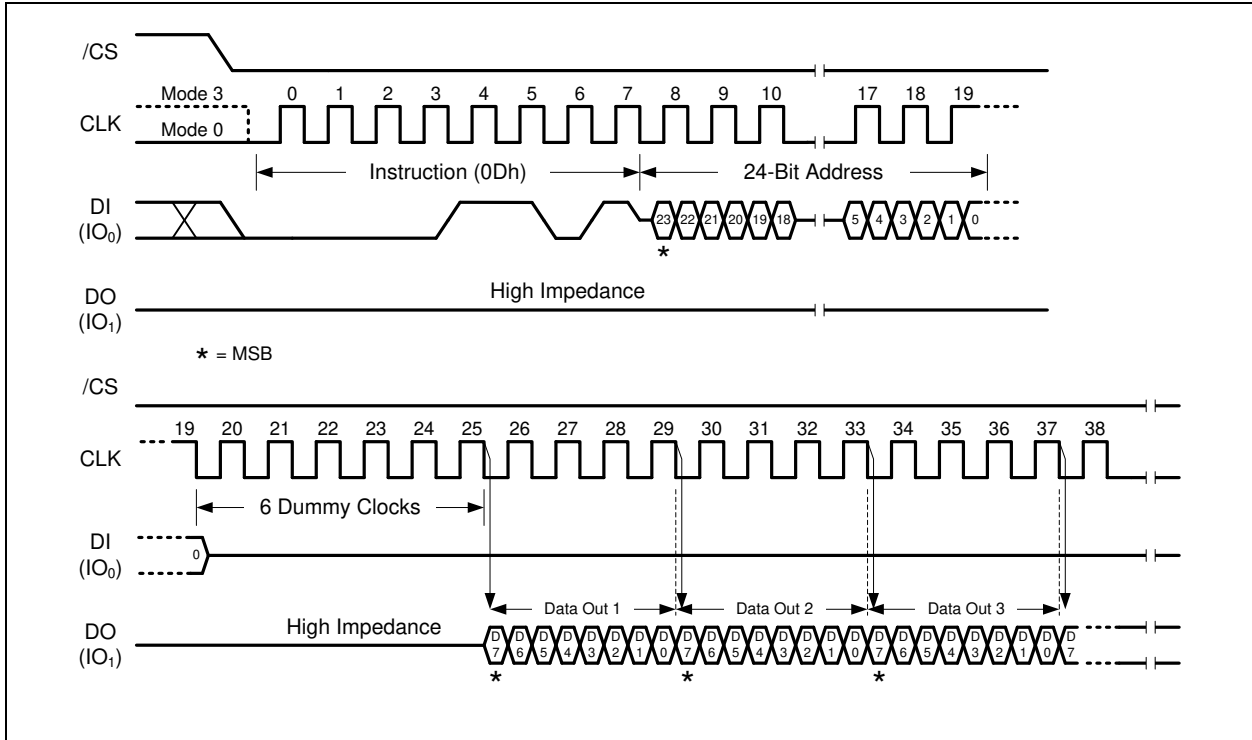 /CS
Mode 3 0 1 2 3 4 5 6 7 8 9 10 17 18 19
CLK
Mode 0
Instruction (0Dh) 24-Bit Address
DI
(IO₀)
23 22 21 20 19 18 5 4 3 2 1 0
*
High Impedance
DO
(IO₁)
* = MSB
/CS
19 20 21 22 23 24 25 26 27 28 29 30 31 32 33 34 35 36 37 38
CLK
6 Dummy Clocks
DI
(IO₀)
0
Data Out 1 Data Out 2 Data Out 3
High Impedance
DO
(IO₁)
D7 D6 D5 D4 D3 D2 D1 D0 D7 D6 D5 D4 D3 D2 D1 D0 D7 D6 D5 D4 D3 D2 D1 D0 D7
* * *